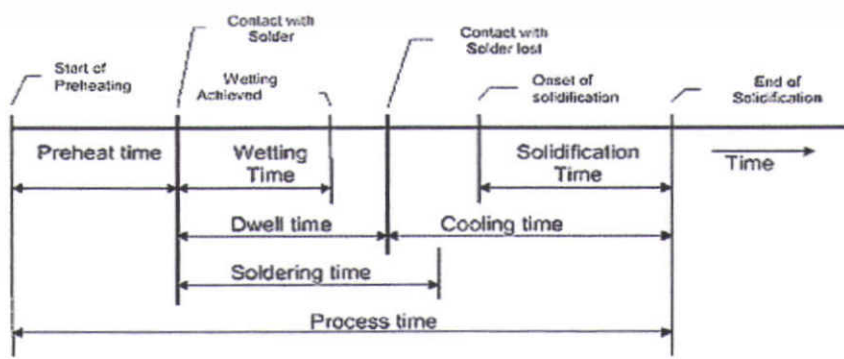 Contact with
Solder
Contact with
Solder lost
Start of
Preheating
Wetting
Achieved
Onset of
solidification
End of
Solidification
Preheat time
Wetting
Time
Solidification
Time
Time
Dwell time
Cooling time
Soldering time
Process time